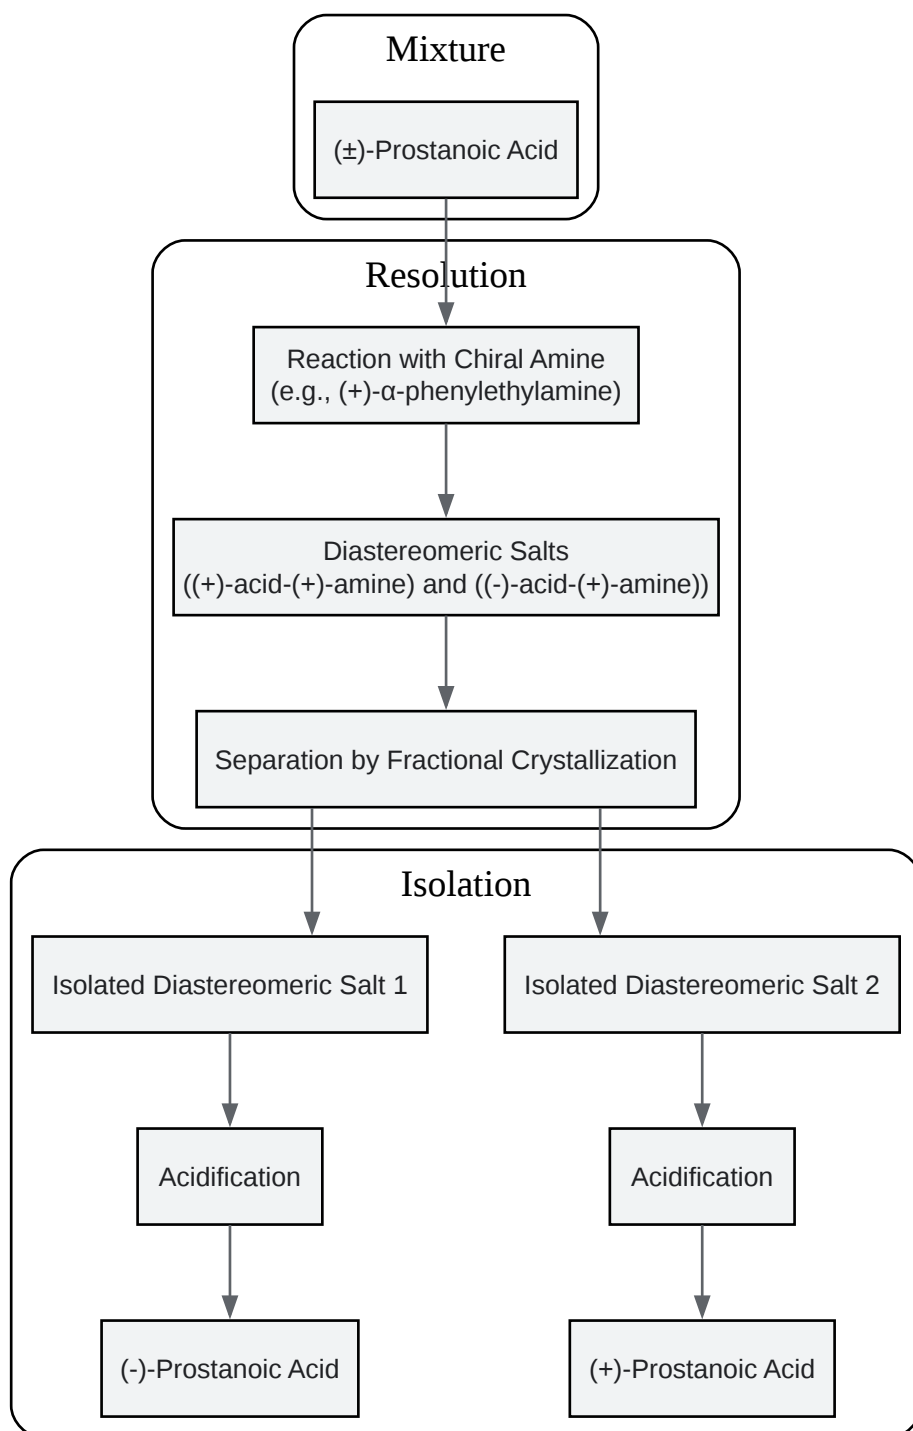 Mixture
(±)-Prostanoic Acid
Resolution
Reaction with Chiral Amine
(e.g., (+)-α-phenylethylamine)
Diastereomeric Salts
((+)-acid-(+)-amine) and ((-)-acid-(+)-amine))
Separation by Fractional Crystallization
Isolation
Isolated Diastereomeric Salt 1
Isolated Diastereomeric Salt 2
Acidification
Acidification
(-)-Prostanoic Acid
(+)-Prostanoic Acid